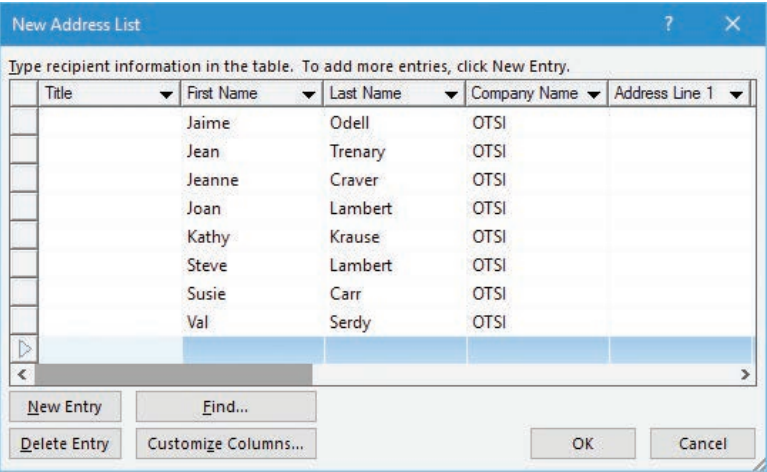 New Address List ? ×
Type recipient information in the table. To add more entries, click New Entry.
Title First Name Last Name Company Name Address Line 1
Jaime Odell OTSI
Jean Trenary OTSI
Jeanne Craver OTSI
Joan Lambert OTSI
Kathy Krause OTSI
Steve Lambert OTSI
Susie Carr OTSI
Val Serdy OTSI
New Entry Find...
Delete Entry Customize Columns... OK Cancel